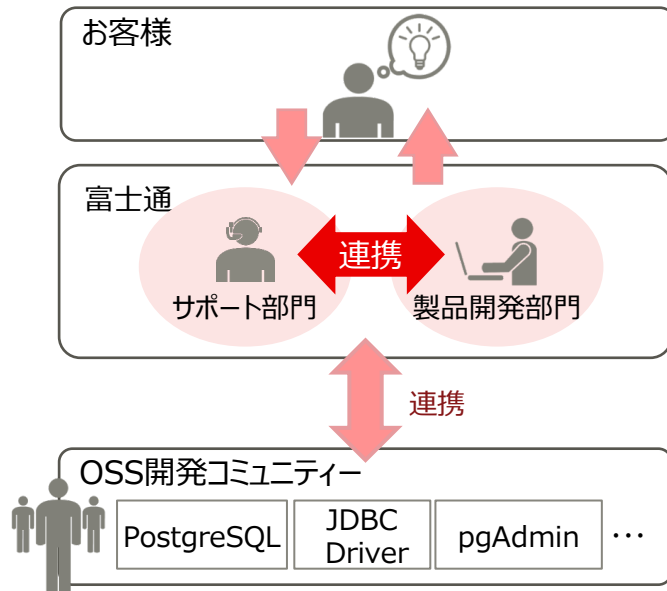 お客様
富士通
連携
サポート部門
製品開発部門
連携
OSS開発コミュニティー
PostgreSQL
JDBC
Driver
pgAdmin
…